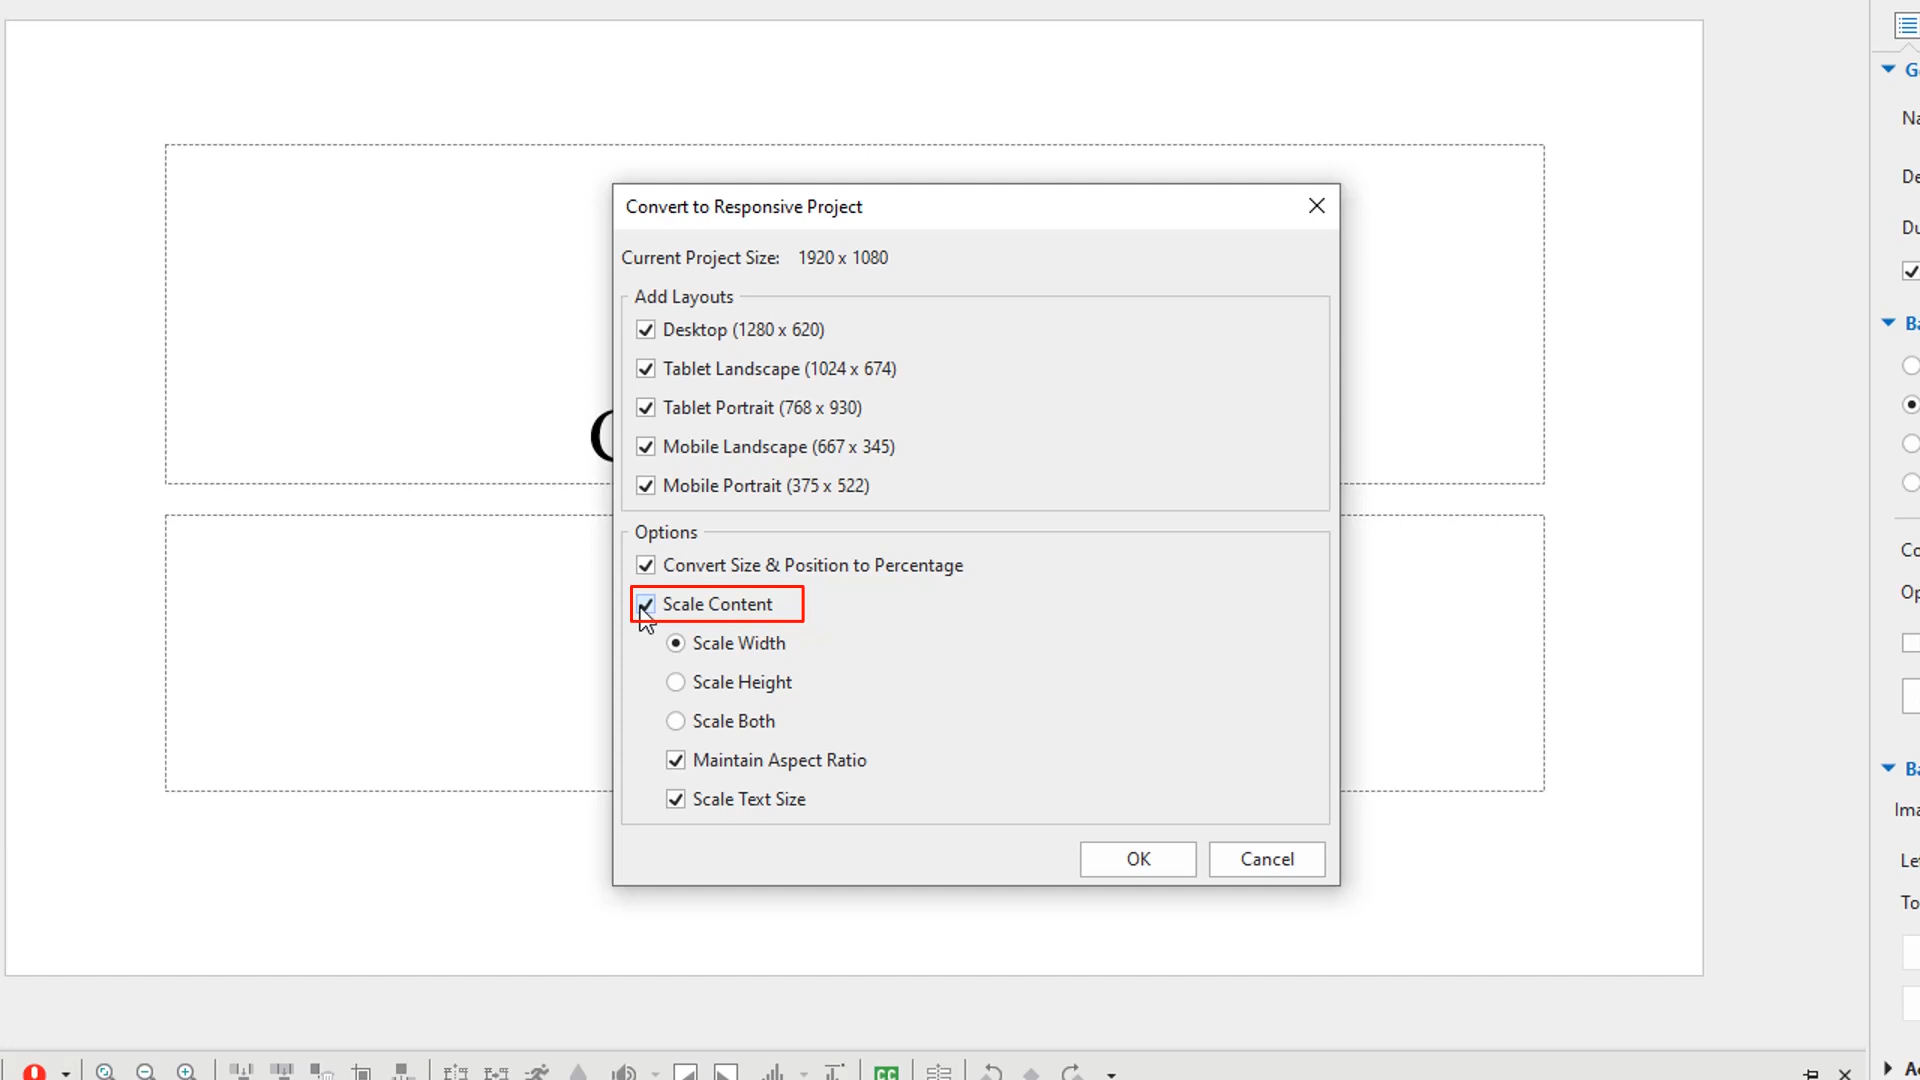 Convert to Responsive Project
Current Project Size: 1920 x 1080
Add Layouts
Desktop (1280 x 620)
Tablet Landscape (1024 x 674)
Tablet Portrait (768 x 930)
Mobile Landscape (667 x 345)
Mobile Portrait (375 x 522)
Options
Convert Size & Position to Percentage
Scale Content
Scale Width
Scale Height
Scale Both
Maintain Aspect Ratio
Scale Text Size
OK Cancel
CC